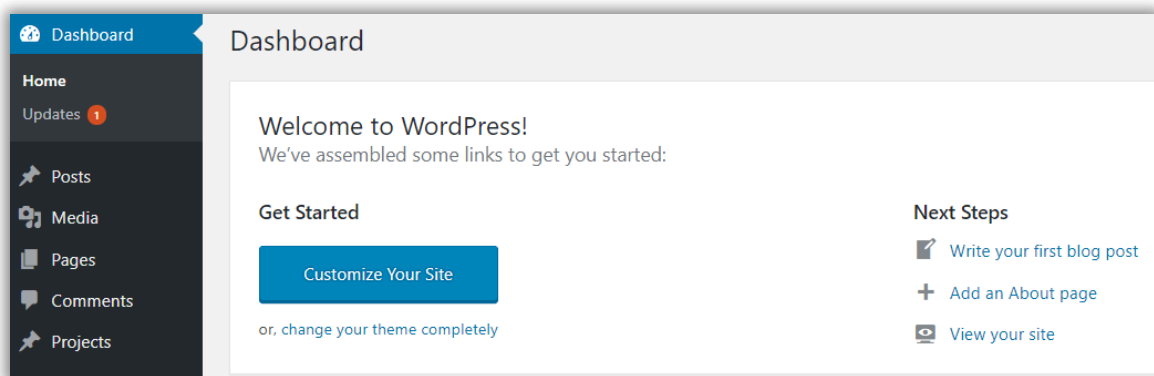 Dashboard
Home
Updates 1
Posts
Media
Pages
Comments
Projects
Dashboard
Welcome to WordPress!
We've assembled some links to get you started:
Get Started
Customize Your Site
or, change your theme completely
Next Steps
Write your first blog post
Add an About page
View your site